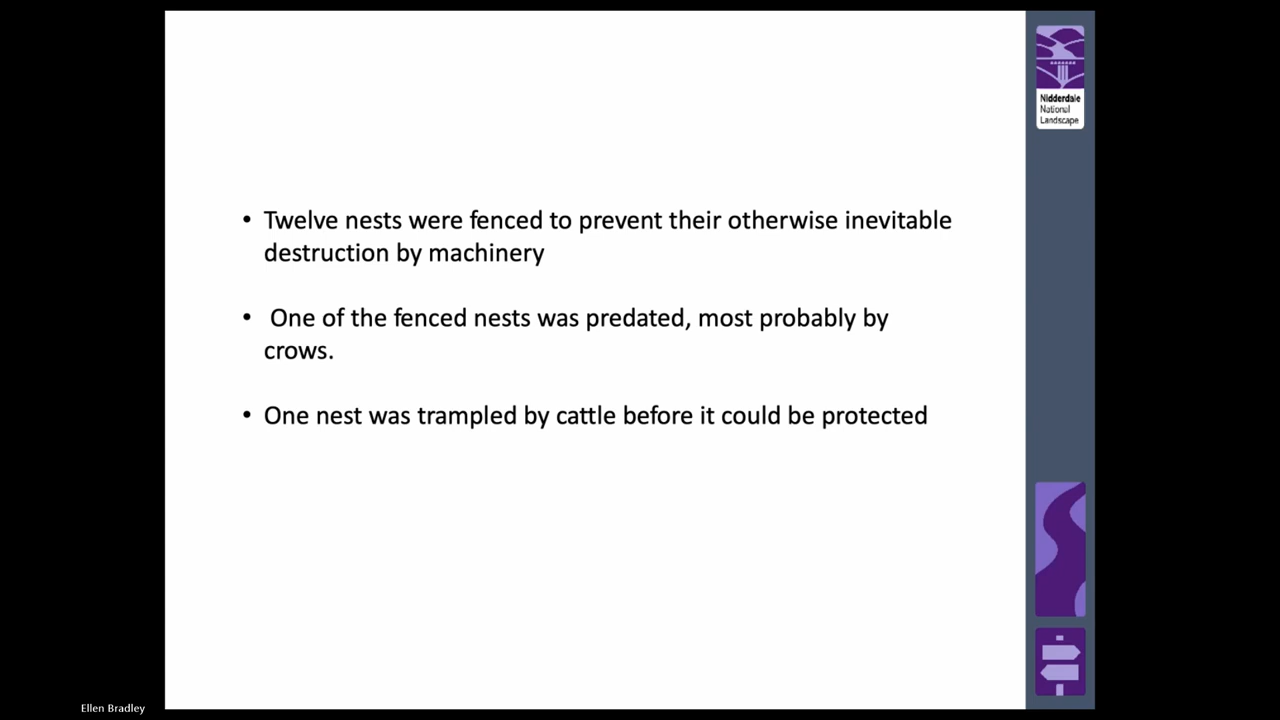 • Twelve nests were fenced to prevent their otherwise inevitable
destruction by machinery
• One of the fenced nests was predated, most probably by
crows.
• One nest was trampled by cattle before it could be protected
Nidderdale
National
Landscape
Ellen Bradley